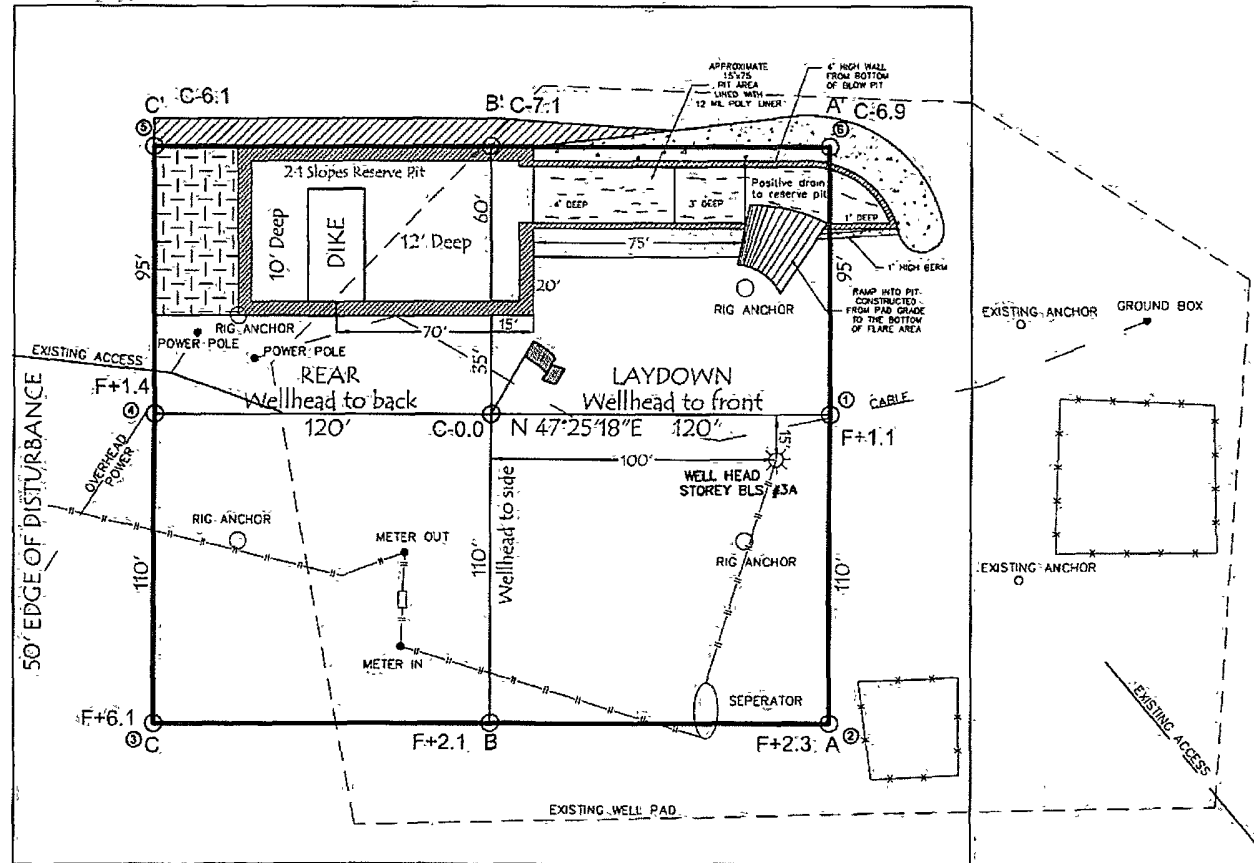 APPROXIMATE
15'x75
PIT AREA
LINED WITH
12 MIL POLY LINER
4' HIGH WALL
FROM BOTTOM
OF BLOW PIT
C' C-6.1
B' C-7.1
A' C-6.9
⑤
⑥
2:1 Slopes Reserve Pit
10' Deep
DIKE
12' Deep
60'
4' DEEP
3' DEEP
Positive drain
to reserve pit
1' DEEP
1' HIGH BERM
75'
95'
95'
20'
RIG ANCHOR
RAMP INTO PIT
CONSTRUCTED
FROM PAD GRADE
TO THE BOTTOM
OF FLARE AREA
EXISTING ANCHOR
GROUND BOX
RIG ANCHOR
70'
15'
POWER POLE
POWER POLE
EXISTING ACCESS
35'
F+1.4
REAR
Wellhead to back
LAYDOWN
Wellhead to front
④
120'
C-0.0
N 47°25'18"E
120'
①
CABLE
F+1.1
15'
100'
WELL HEAD
STOREY BLS #3A
50' EDGE OF DISTURBANCE
OVERHEAD
POWER
RIG ANCHOR
METER OUT
110'
110'
Wellhead to side
RIG ANCHOR
110'
EXISTING ANCHOR
METER IN
SEPERATOR
F+6.1
③ C
F+2.1 B
F+2.3 A ②
EXISTING WELL PAD
EXISTING ACCESS